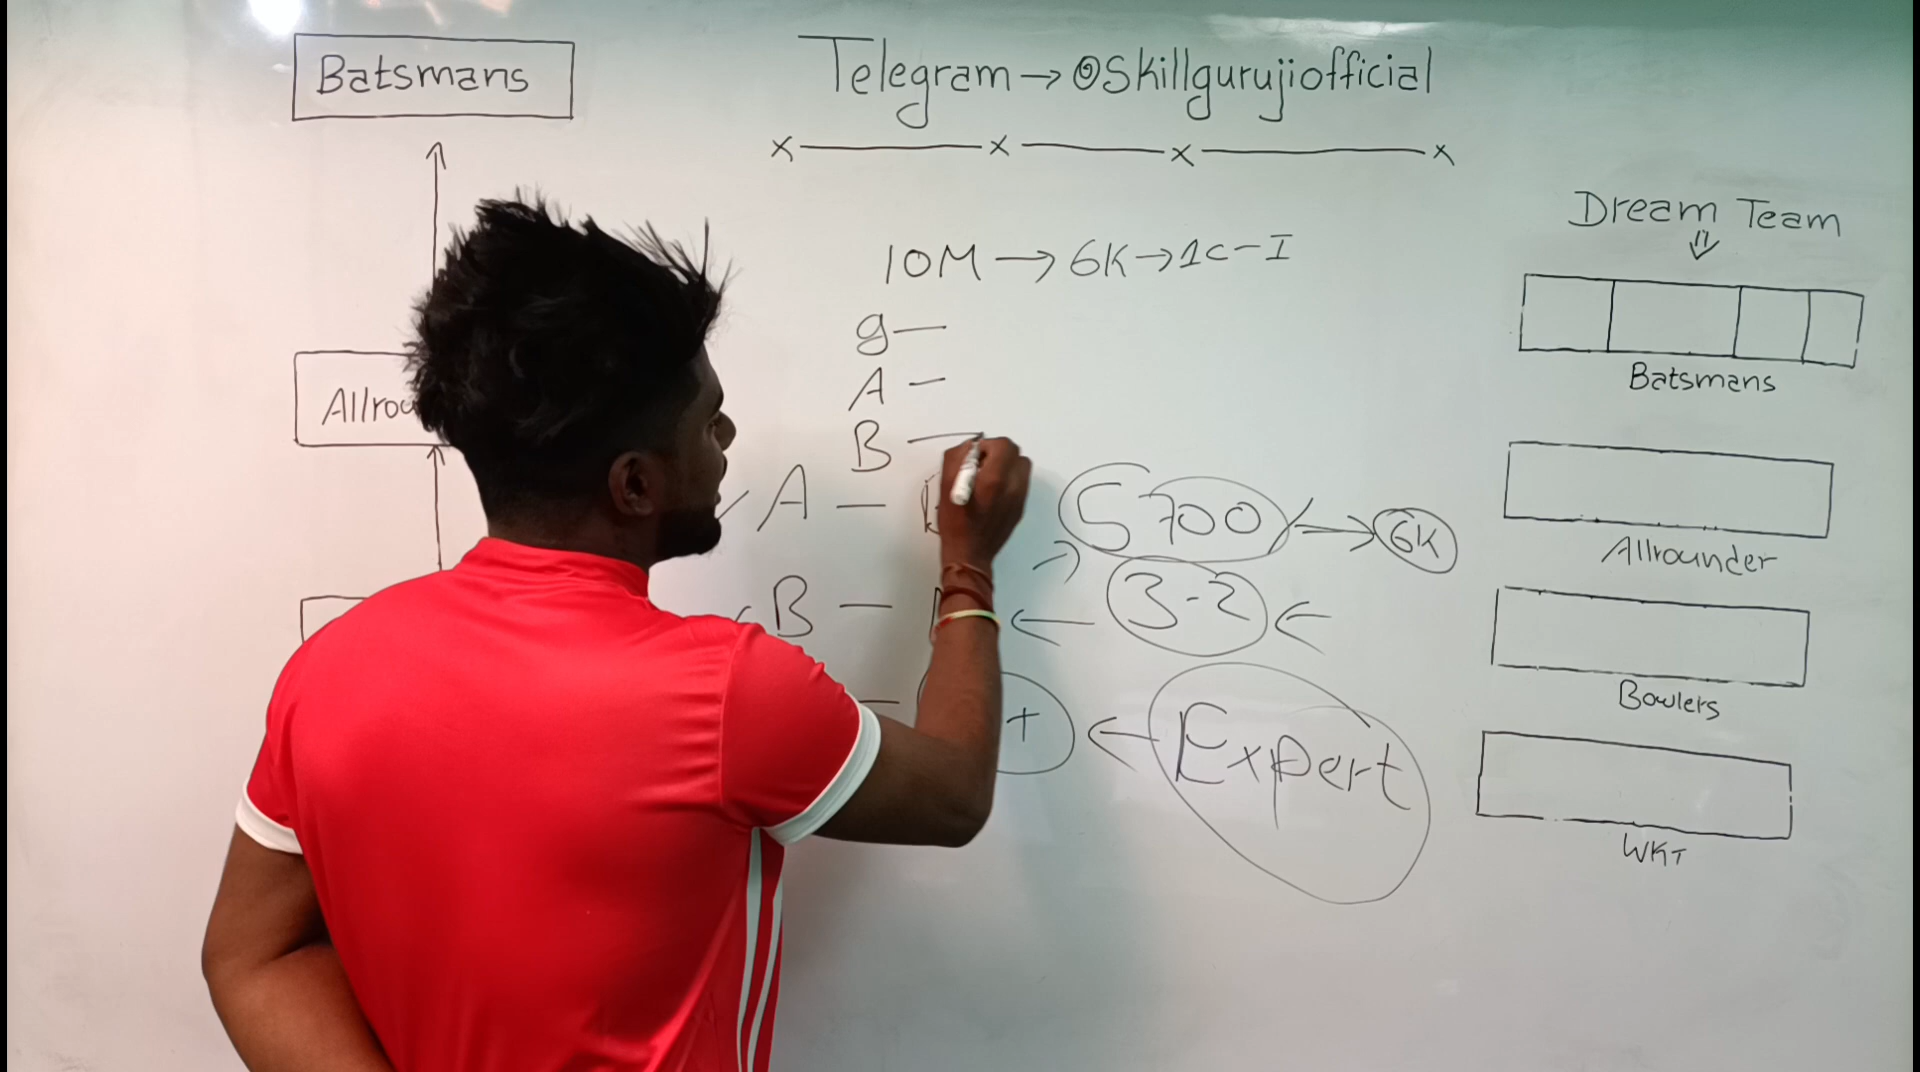 Batsmans
Telegram → @Skillgurujiofficial
x — x — x — x
10M → 6K → 1C - I
g —
A —
B —
A —
5700 → 6K
B —
← 3-2 ←
+ ← Expert
Dream Team
Batsmans
Allrounder
Bowlers
WKT